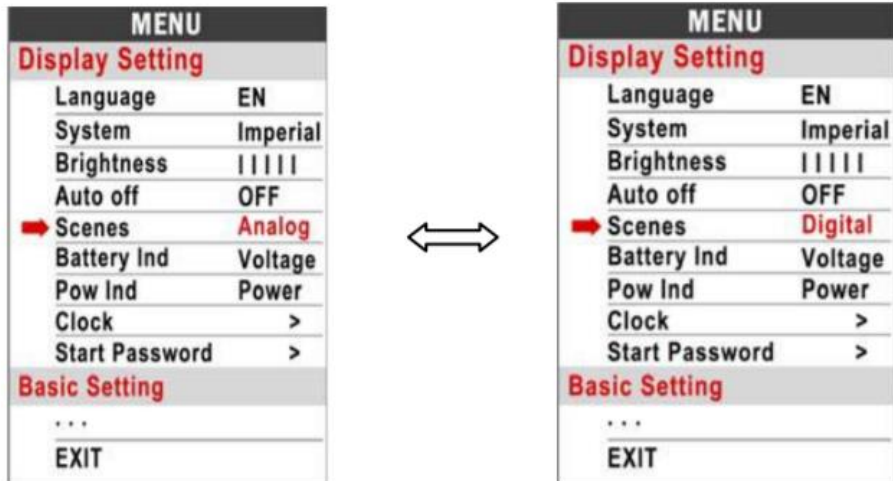 MENU
Display Setting
Language EN
System Imperial
Brightness | | | | |
Auto off OFF
Scenes Analog
Battery Ind Voltage
Pow Ind Power
Clock >
Start Password >
Basic Setting
. . .
EXIT
MENU
Display Setting
Language EN
System Imperial
Brightness | | | | |
Auto off OFF
Scenes Digital
Battery Ind Voltage
Pow Ind Power
Clock >
Start Password >
Basic Setting
. . .
EXIT